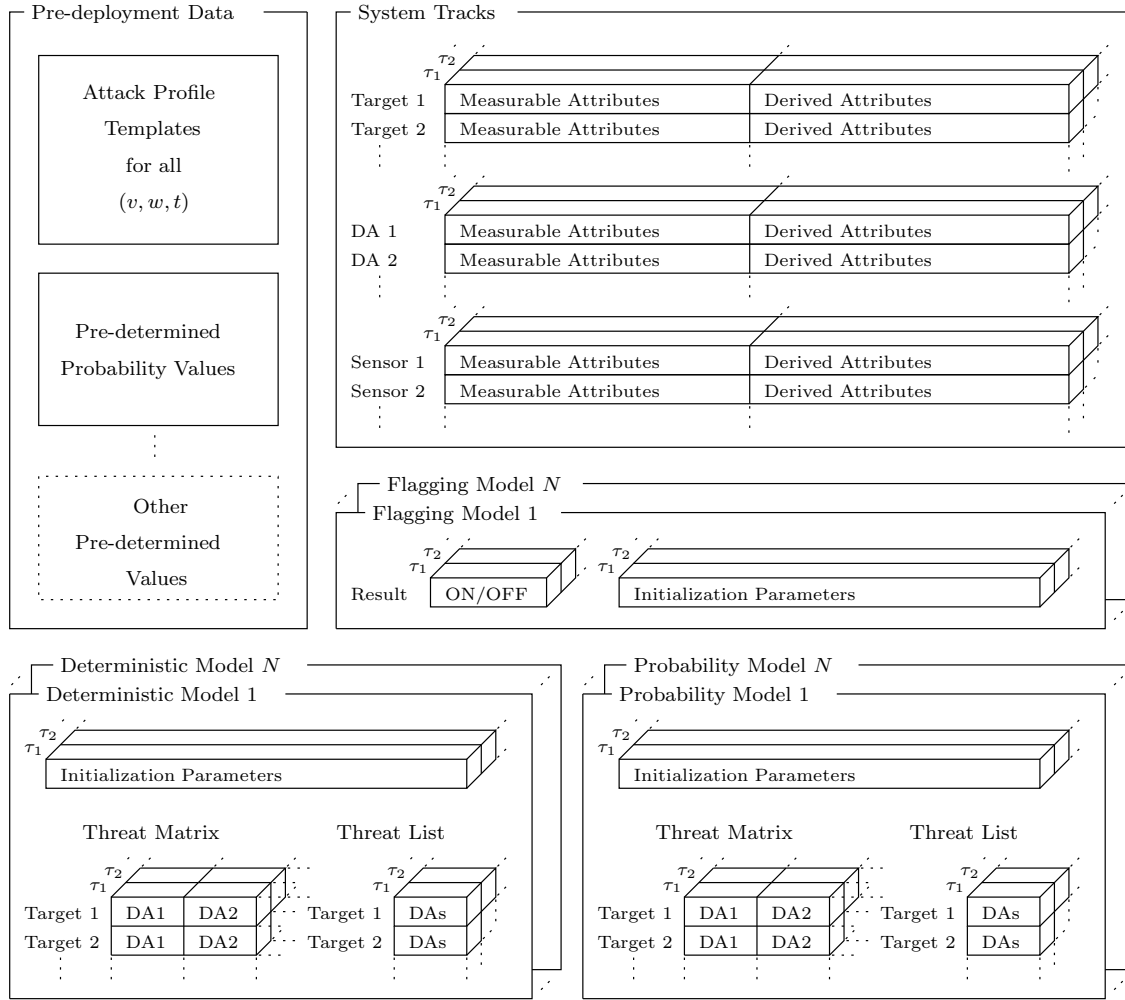 Pre-deployment Data
Attack Profile
Templates
for all
(v, w, t)
Pre-determined
Probability Values
Other
Pre-determined
Values
System Tracks
τ2
τ1
Target 1 Measurable Attributes Derived Attributes
Target 2 Measurable Attributes Derived Attributes
τ2
τ1
DA 1 Measurable Attributes Derived Attributes
DA 2 Measurable Attributes Derived Attributes
τ2
τ1
Sensor 1 Measurable Attributes Derived Attributes
Sensor 2 Measurable Attributes Derived Attributes
Flagging Model N
Flagging Model 1
τ2 τ2
τ1 τ1
Result ON/OFF Initialization Parameters
Deterministic Model N
Deterministic Model 1
τ2
τ1
Initialization Parameters
Threat Matrix Threat List
τ2 τ2
τ1 τ1
Target 1 DA1 DA2 Target 1 DAs
Target 2 DA1 DA2 Target 2 DAs
Probability Model N
Probability Model 1
τ2
τ1
Initialization Parameters
Threat Matrix Threat List
τ2 τ2
τ1 τ1
Target 1 DA1 DA2 Target 1 DAs
Target 2 DA1 DA2 Target 2 DAs